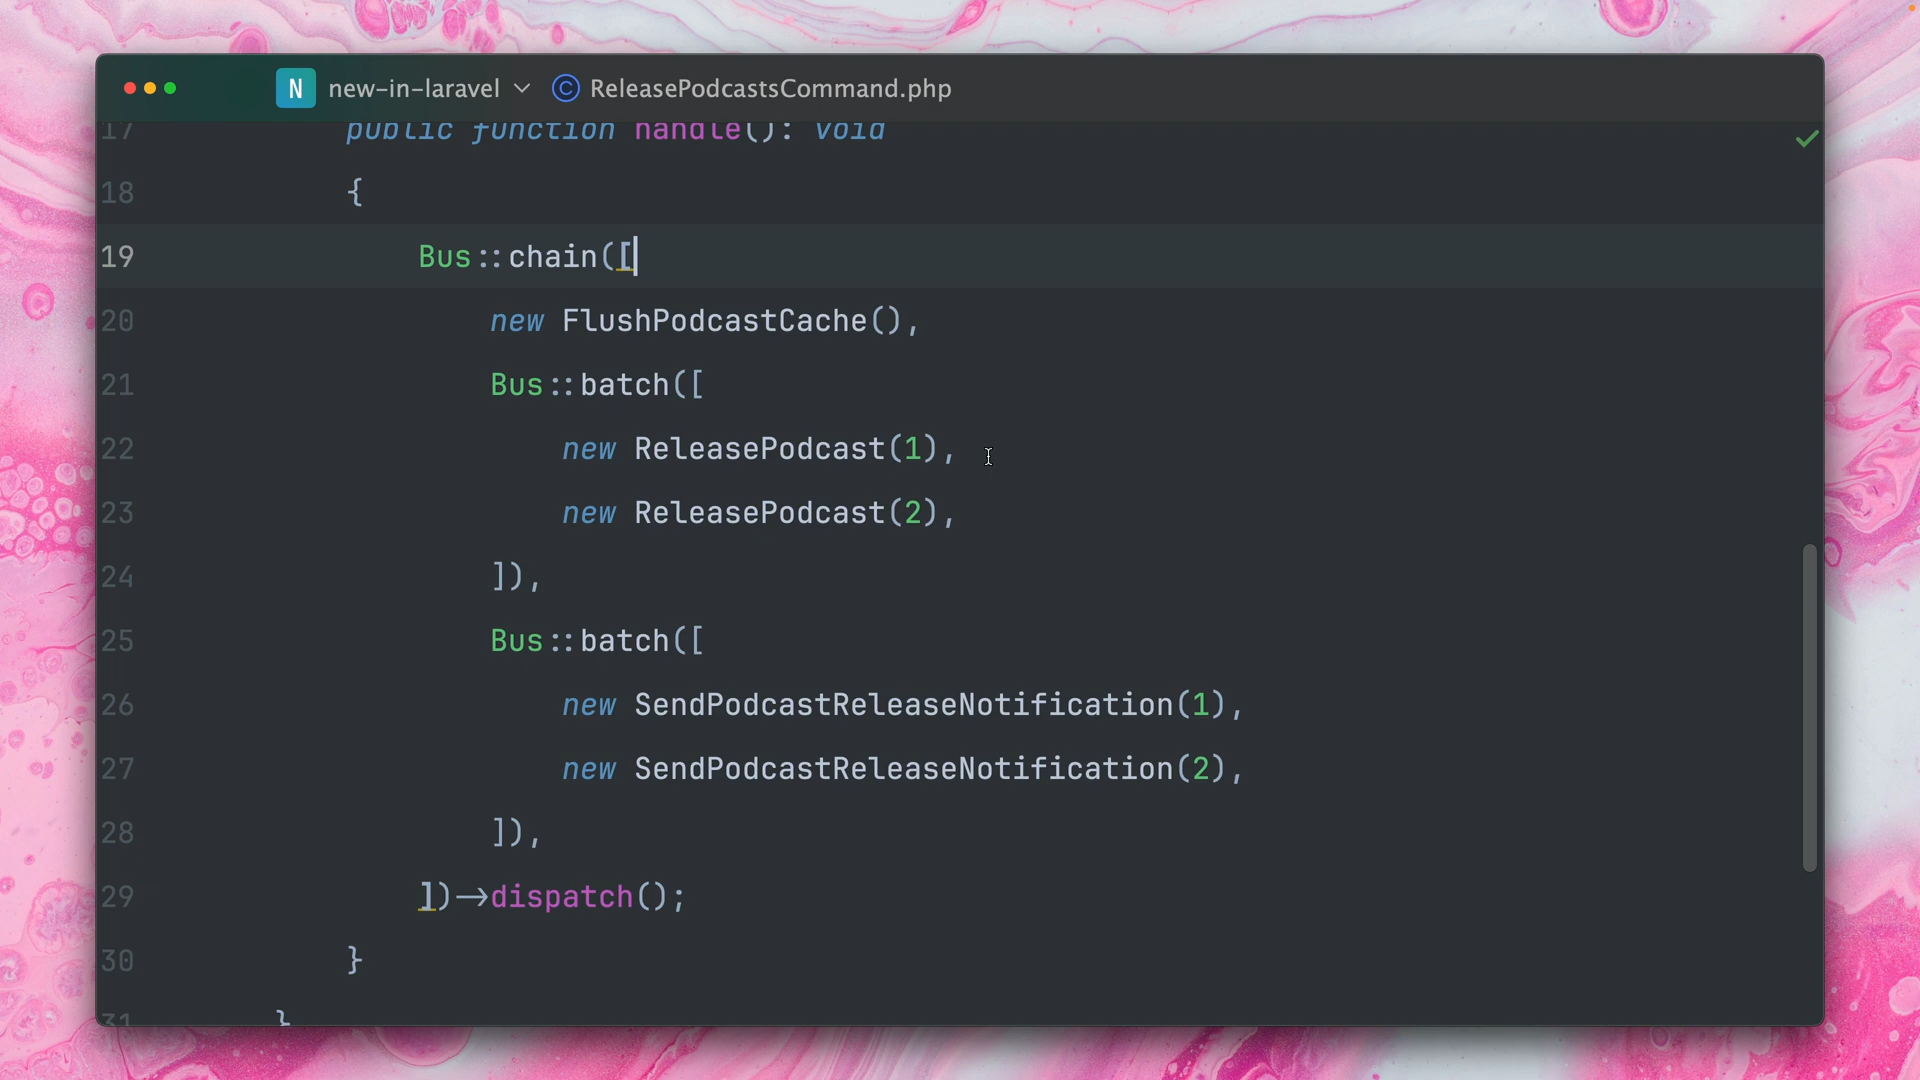 N new-in-laravel © ReleasePodcastsCommand.php
17 public function handle(): void
18 {
19 Bus::chain([
20 new FlushPodcastCache(),
21 Bus::batch([
22 new ReleasePodcast(1),
23 new ReleasePodcast(2),
24 ]),
25 Bus::batch([
26 new SendPodcastReleaseNotification(1),
27 new SendPodcastReleaseNotification(2),
28 ]),
29 ])->dispatch();
30 }
31 }